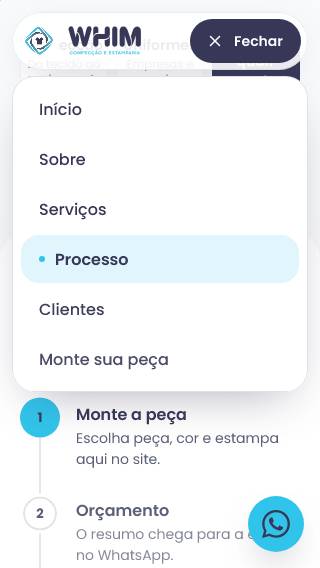 WHIM
CONFECÇÃO E ESTAMPARIA
Fechar
Início
Sobre
Serviços
Processo
Clientes
Monte sua peça
1
Monte a peça
Escolha peça, cor e estampa
aqui no site.
2
Orçamento
O resumo chega para a
no WhatsApp.